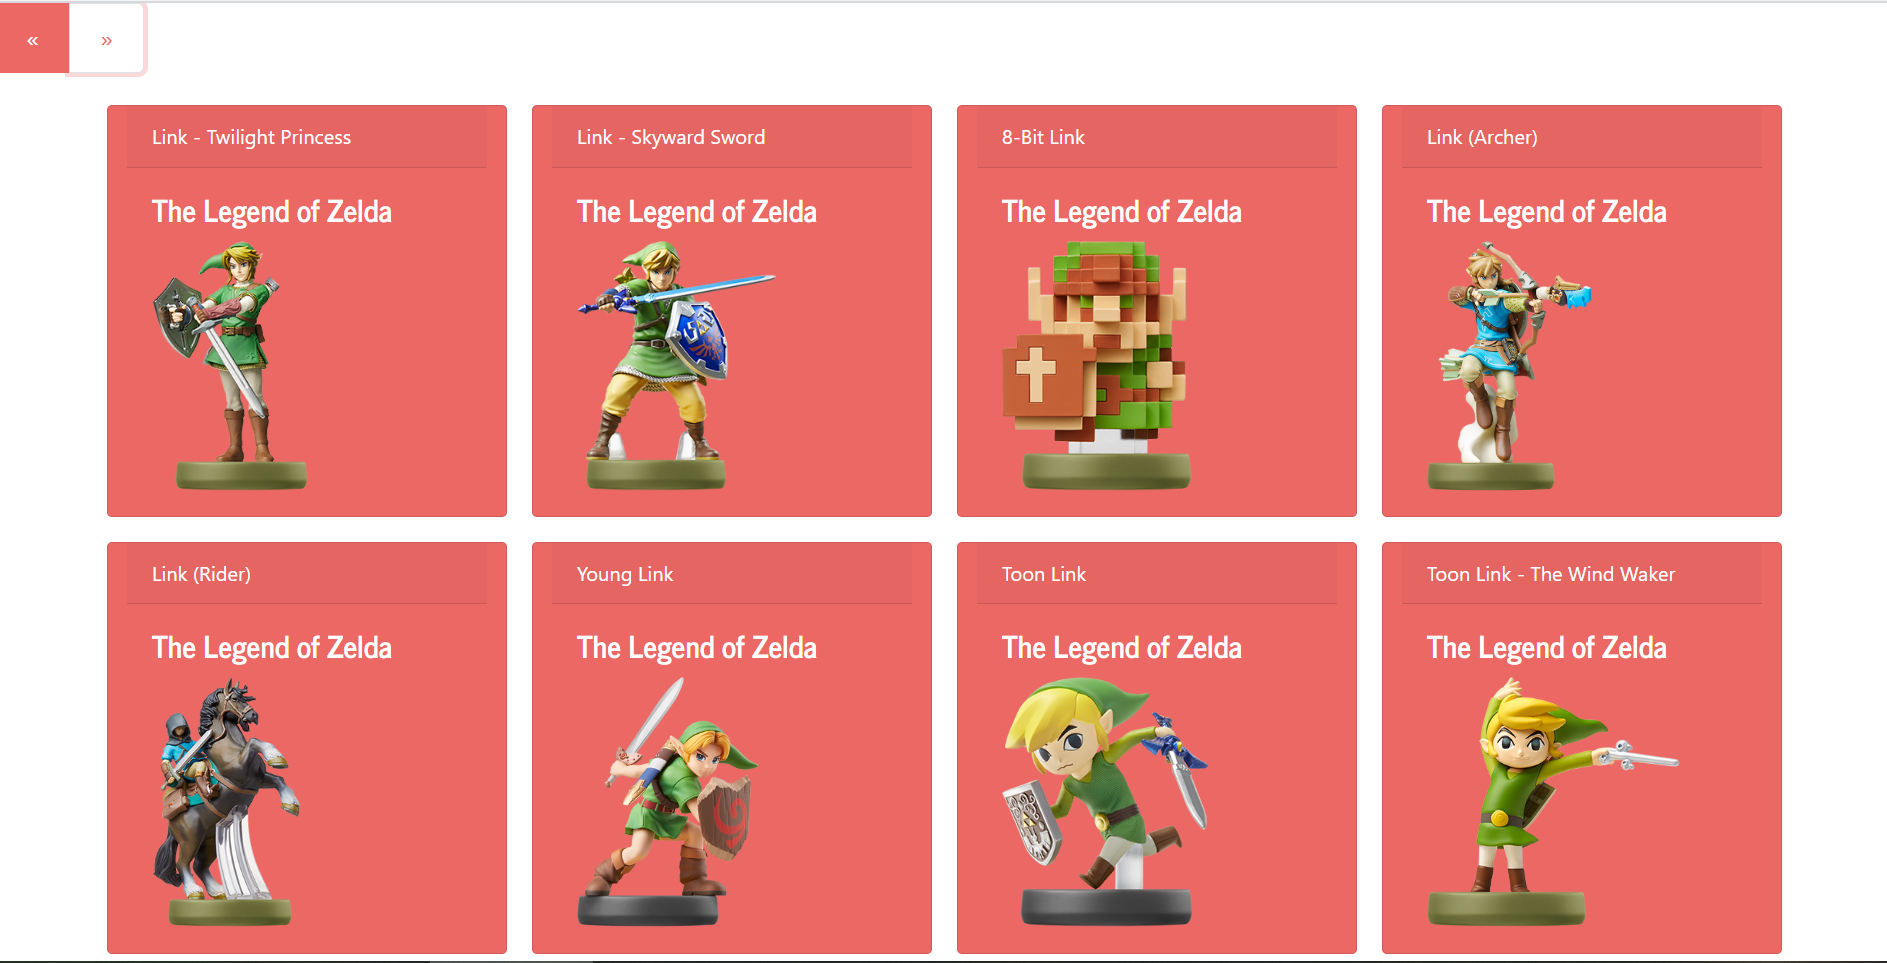 « »
Link - Twilight Princess
The Legend of Zelda
Link - Skyward Sword
The Legend of Zelda
8-Bit Link
The Legend of Zelda
Link (Archer)
The Legend of Zelda
Link (Rider)
The Legend of Zelda
Young Link
The Legend of Zelda
Toon Link
The Legend of Zelda
Toon Link - The Wind Waker
The Legend of Zelda